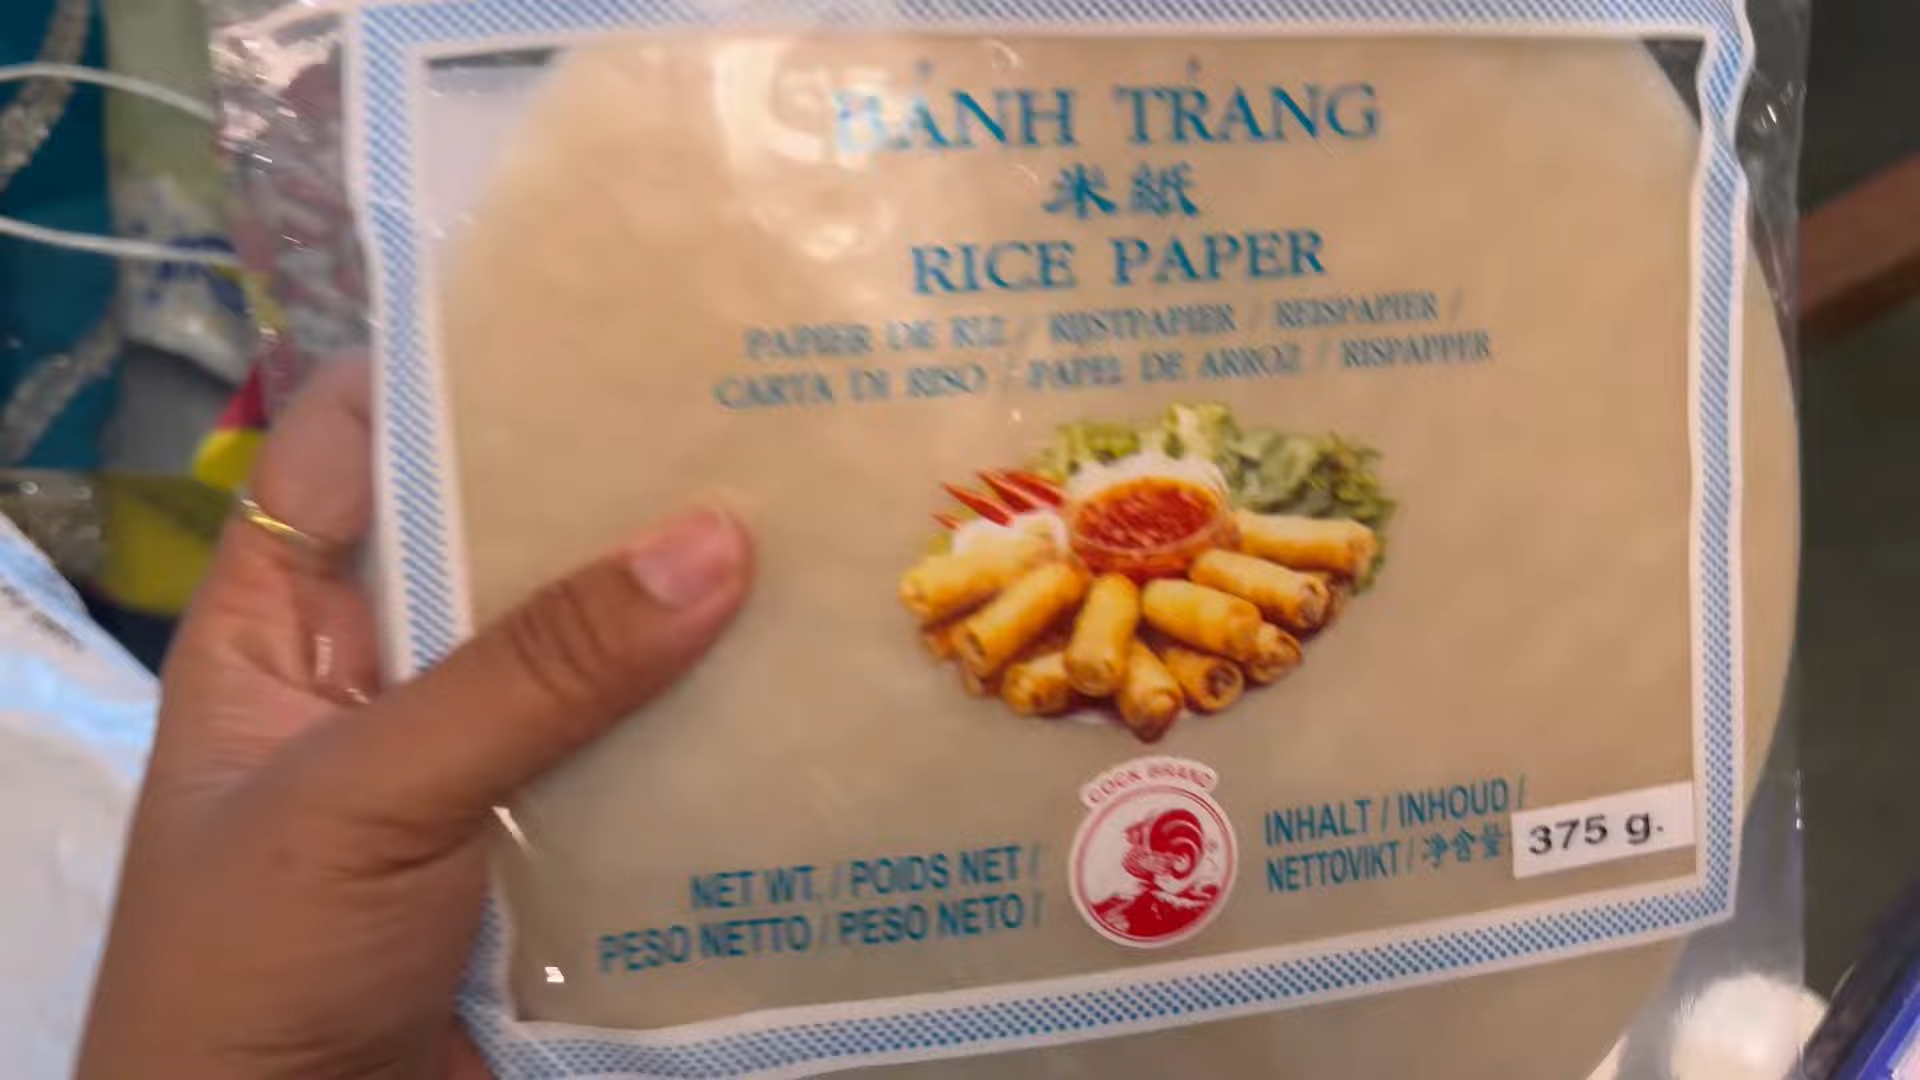 BÁNH TRÁNG
米紙
RICE PAPER
PAPIER DE RIZ / RIJSTPAPIER / REISPAPIER /
CARTA DI RISO / PAPEL DE ARROZ / RISPAPPER
COCK BRAND
NET WT. / POIDS NET /
PESO NETTO / PESO NETO /
INHALT / INHOUD /
NETTOVIKT / 净含量
375 g.